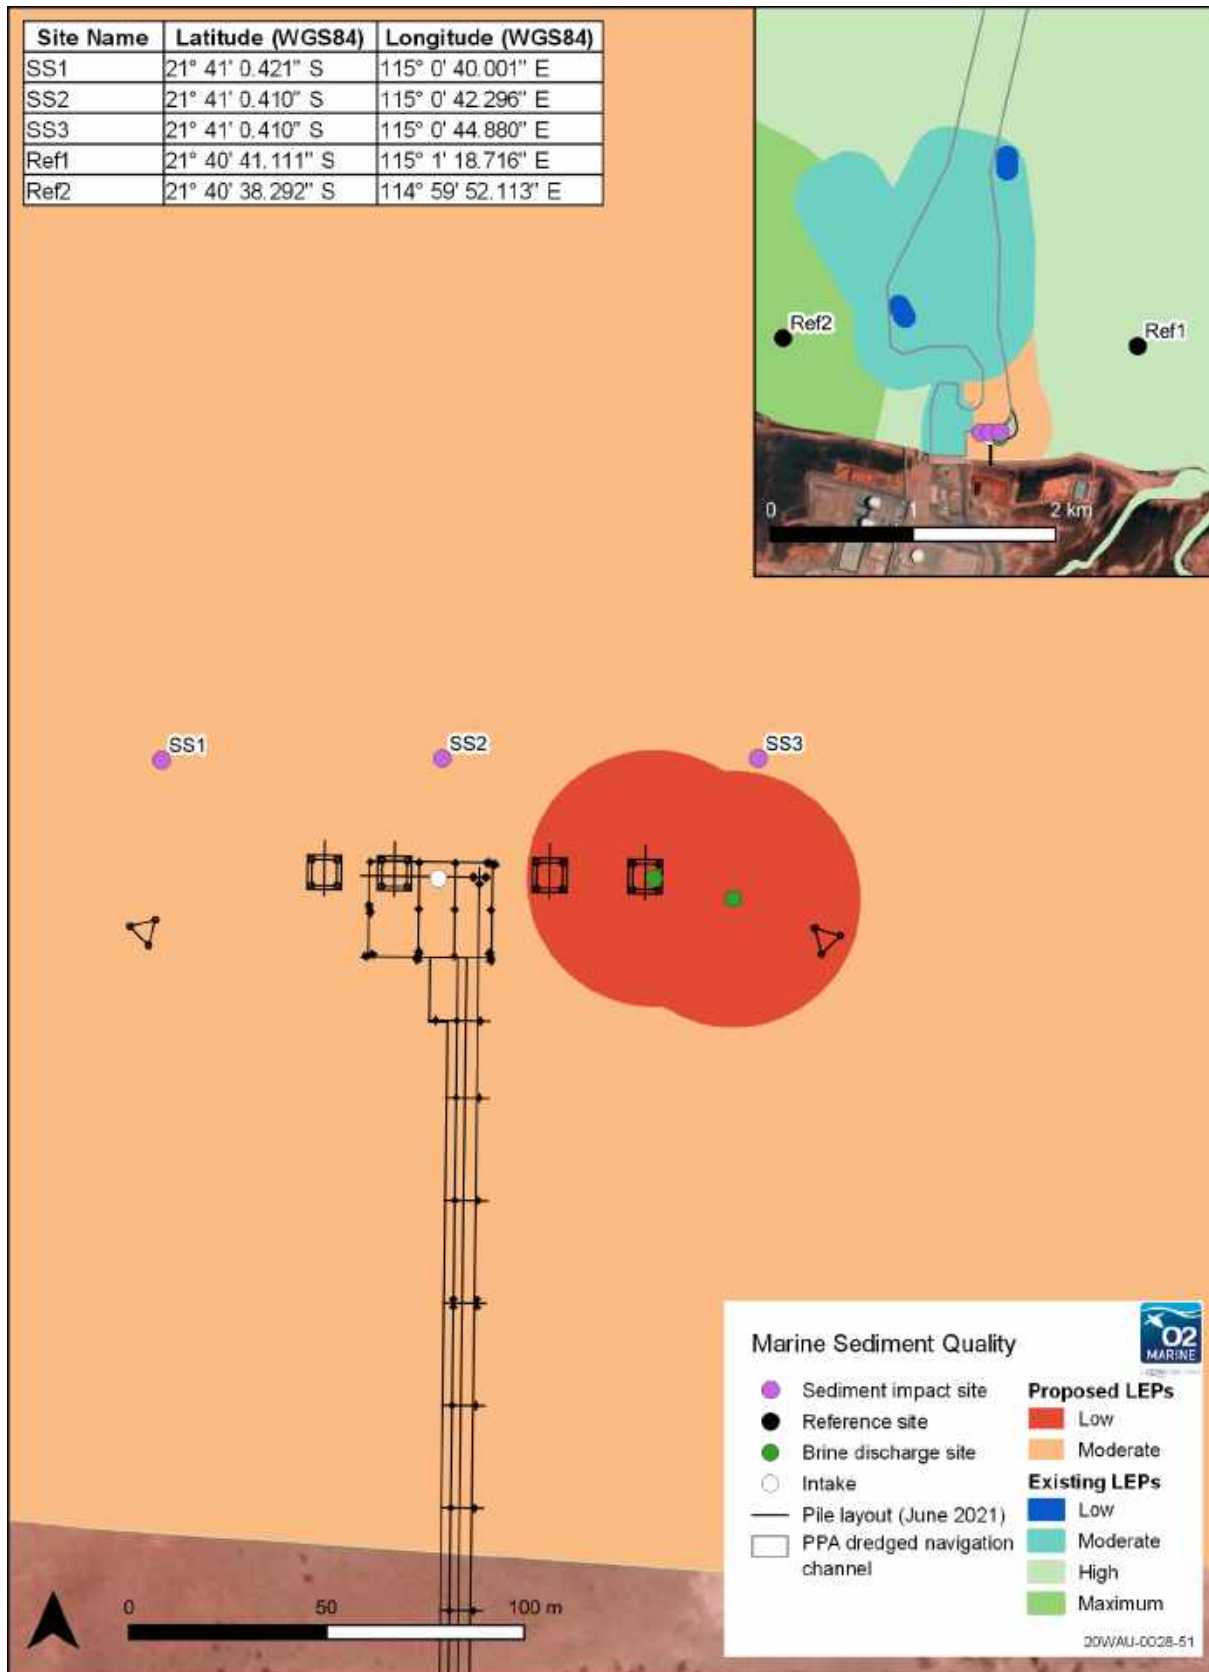 Site Name Latitude (WGS84) Longitude (WGS84)
SS1 21° 41' 0.421" S 115° 0' 40.001" E
SS2 21° 41' 0.410" S 115° 0' 42.296" E
SS3 21° 41' 0.410" S 115° 0' 44.880" E
Ref1 21° 40' 41.111" S 115° 1' 18.716" E
Ref2 21° 40' 38.292" S 114° 59' 52.113" E
Ref2
Ref1
0 1 2 km
SS1
SS2
SS3
Marine Sediment Quality
O2
MARINE
Sediment impact site
Reference site
Brine discharge site
Intake
Pile layout (June 2021)
PPA dredged navigation
channel
Proposed LEPs
Low
Moderate
Existing LEPs
Low
Moderate
High
Maximum
20WAU-0028-51
0 50 100 m